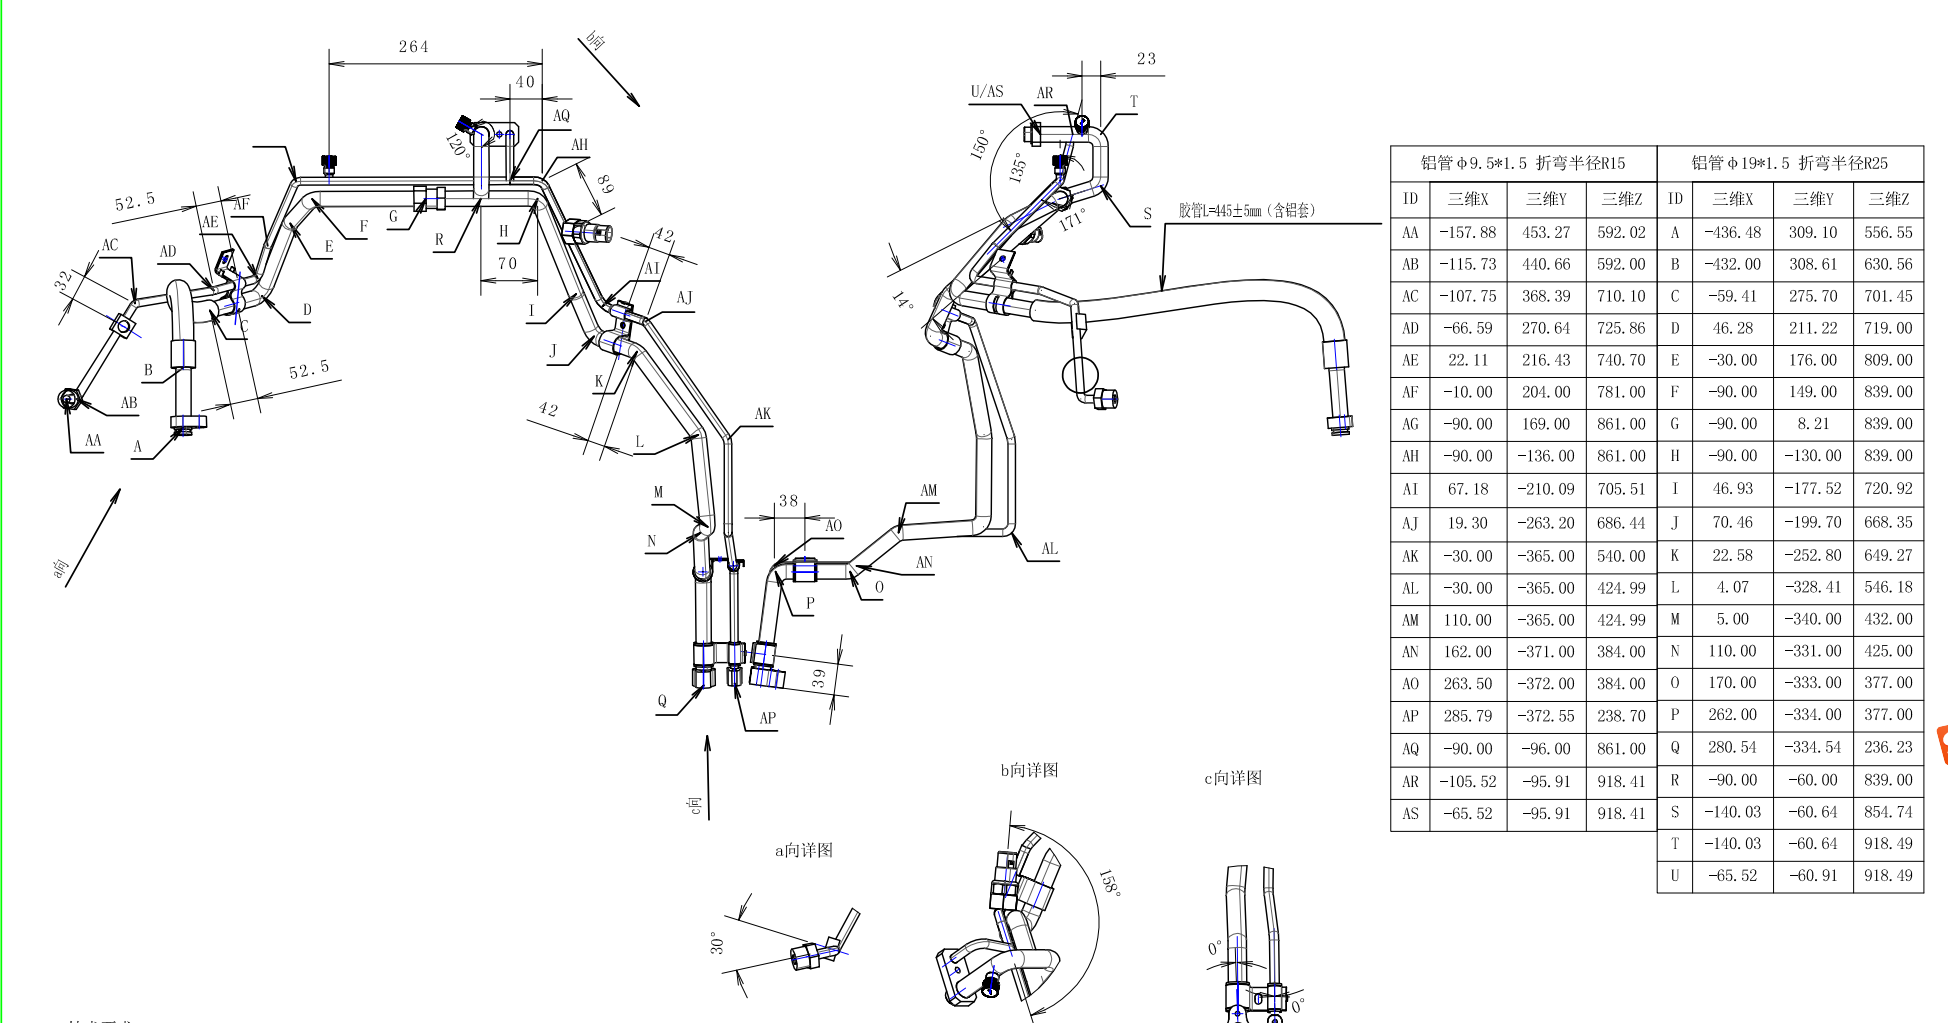 264
40
b向
AQ
AH
120°
89
52.5
AF
AE
AC
AD
32
F
G
E
R
H
42
70
AI
AJ
D
C
I
J
B
K
52.5
42
AB
AA
A
L
AK
M
N
a向
Q
AP
c向
23
U/AS
AR
T
150°
135°
171°
S
14°
胶管L=445±5mm（含铝套）
38
AM
AO
AL
AN
O
P
39
铝管φ9.5*1.5 折弯半径R15 铝管φ19*1.5 折弯半径R25
ID 三维X 三维Y 三维Z ID 三维X 三维Y 三维Z
AA -157.88 453.27 592.02 A -436.48 309.10 556.55
AB -115.73 440.66 592.00 B -432.00 308.61 630.56
AC -107.75 368.39 710.10 C -59.41 275.70 701.45
AD -66.59 270.64 725.86 D 46.28 211.22 719.00
AE 22.11 216.43 740.70 E -30.00 176.00 809.00
AF -10.00 204.00 781.00 F -90.00 149.00 839.00
AG -90.00 169.00 861.00 G -90.00 8.21 839.00
AH -90.00 -136.00 861.00 H -90.00 -130.00 839.00
AI 67.18 -210.09 705.51 I 46.93 -177.52 720.92
AJ 19.30 -263.20 686.44 J 70.46 -199.70 668.35
AK -30.00 -365.00 540.00 K 22.58 -252.80 649.27
AL -30.00 -365.00 424.99 L 4.07 -328.41 546.18
AM 110.00 -365.00 424.99 M 5.00 -340.00 432.00
AN 162.00 -371.00 384.00 N 110.00 -331.00 425.00
AO 263.50 -372.00 384.00 O 170.00 -333.00 377.00
AP 285.79 -372.55 238.70 P 262.00 -334.00 377.00
AQ -90.00 -96.00 861.00 Q 280.54 -334.54 236.23
AR -105.52 -95.91 918.41 R -90.00 -60.00 839.00
AS -65.52 -95.91 918.41 S -140.03 -60.64 854.74
T -140.03 -60.64 918.49
U -65.52 -60.91 918.49
a向详图
30°
b向详图
158°
c向详图
0°
0°